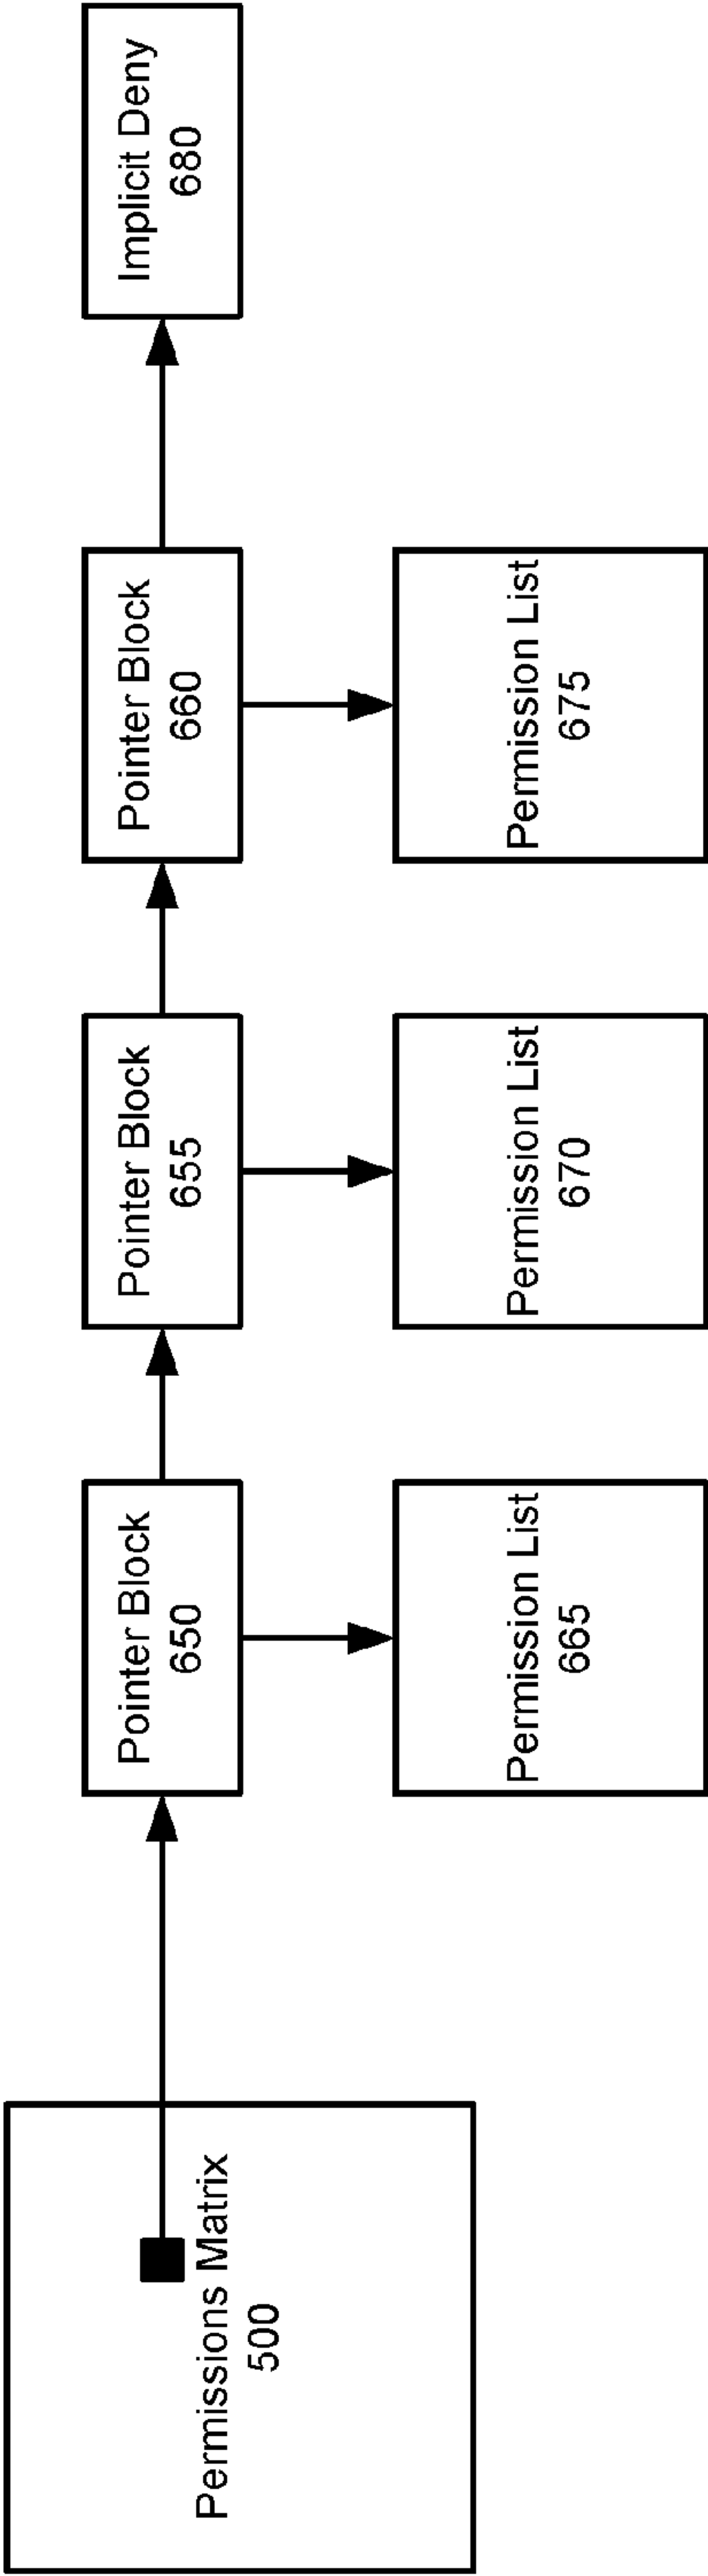 Permissions Matrix
500
Pointer Block
650
Pointer Block
655
Pointer Block
660
Implicit Deny
680
Permission List
665
Permission List
670
Permission List
675